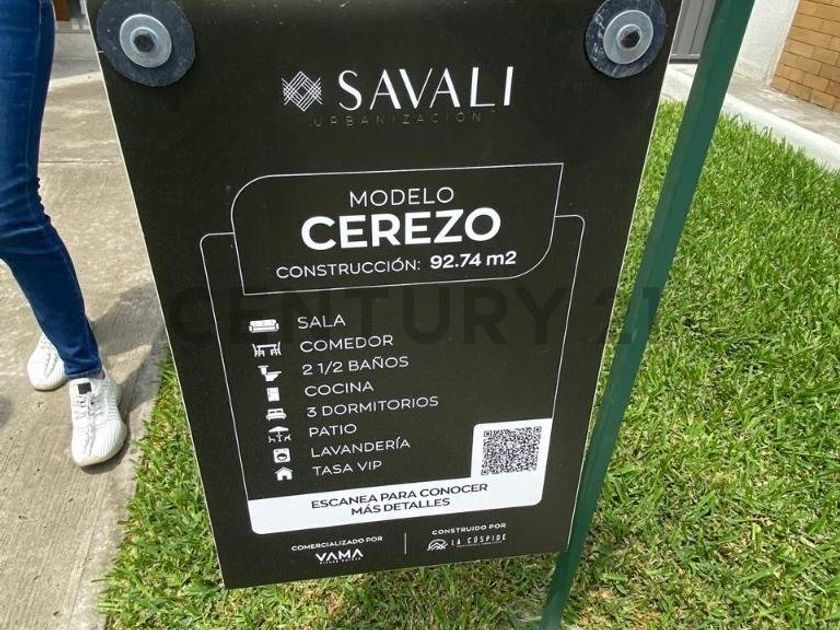 SAVALI
URBANIZACIÓN
MODELO
CEREZO
CONSTRUCCIÓN: 92.74 m2
CENTURY 21
SALA
COMEDOR
2 1/2 BAÑOS
COCINA
3 DORMITORIOS
PATIO
LAVANDERÍA
TASA VIP
ESCANEA PARA CONOCER
MÁS DETALLES
COMERCIALIZADO POR
VAMA
CONSTRUIDO POR
LA CÚSPIDE